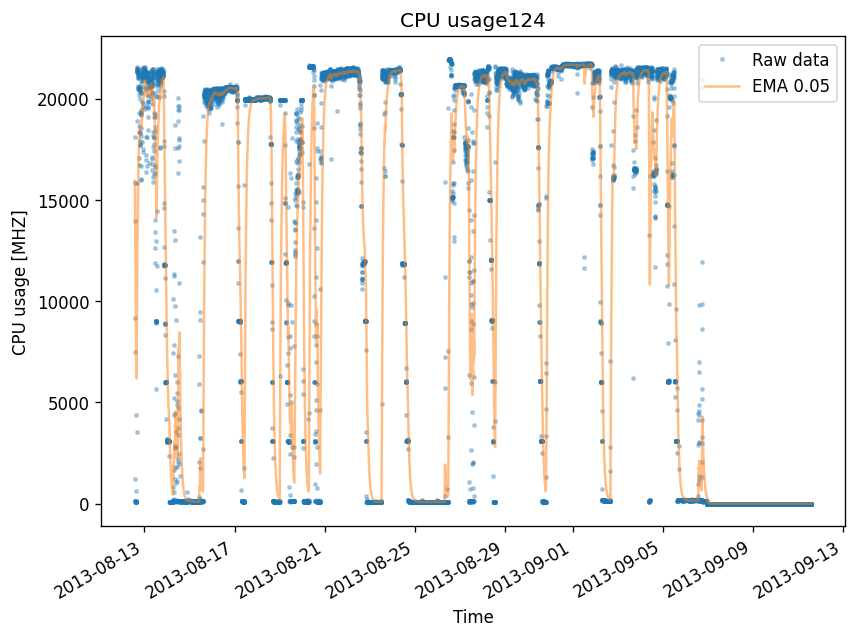 CPU usage124
Raw data
EMA 0.05
CPU usage [MHZ]
20000
15000
10000
5000
0
2013-08-13
2013-08-17
2013-08-21
2013-08-25
2013-08-29
2013-09-01
2013-09-05
2013-09-09
2013-09-13
Time